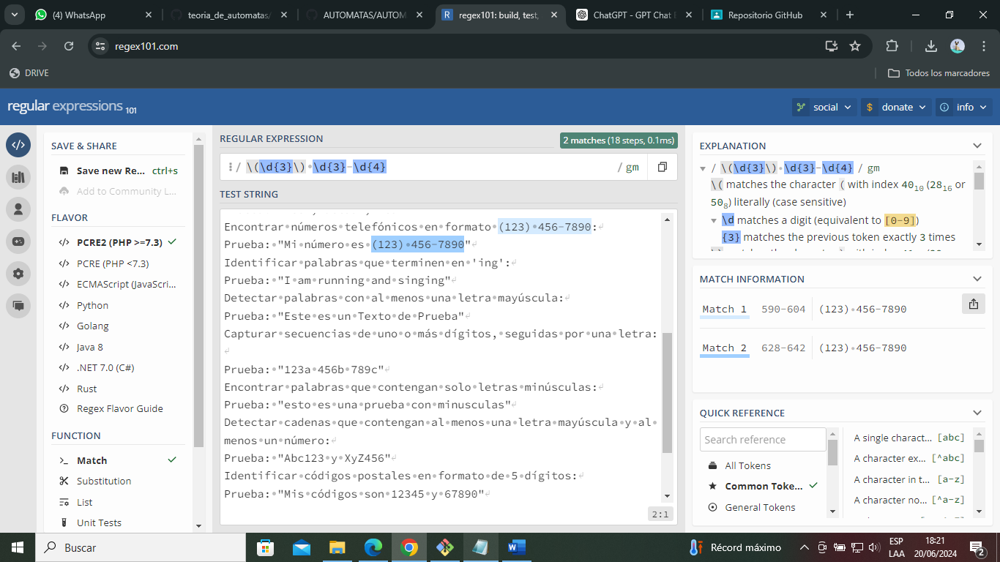 (4) WhatsApp
teoria_de_automatas/
AUTOMATAS/AUTOM
regex101: build, test,
ChatGPT - GPT Chat E
Repositorio GitHub
regex101.com
DRIVE
Todos los marcadores
regular expressions 101
social
$ donate
info
SAVE & SHARE
Save new Re... ctrl+s
Add to Community L...
FLAVOR
</> PCRE2 (PHP >=7.3)
</> PCRE (PHP <7.3)
</> ECMAScript (JavaScri...
</> Python
</> Golang
</> Java 8
</> .NET 7.0 (C#)
</> Rust
Regex Flavor Guide
FUNCTION
Match
Substitution
List
Unit Tests
REGULAR EXPRESSION
2 matches (18 steps, 0.1ms)
/ \(\d{3}\) \d{3}-\d{4} / gm
TEST STRING
Encontrar números telefónicos en formato (123) 456-7890:
Prueba: "Mi número es (123) 456-7890"
Identificar palabras que terminen en 'ing':
Prueba: "I am running and singing"
Detectar palabras con al menos una letra mayúscula:
Prueba: "Este es un Texto de Prueba"
Capturar secuencias de uno o más dígitos, seguidas por una letra:
Prueba: "123a 456b 789c"
Encontrar palabras que contengan solo letras minúsculas:
Prueba: "esto es una prueba con minusculas"
Detectar cadenas que contengan al menos una letra mayúscula y al
menos un número:
Prueba: "Abc123 y XyZ456"
Identificar códigos postales en formato de 5 dígitos:
Prueba: "Mis códigos son 12345 y 67890"
2:1
EXPLANATION
/ \(\d{3}\) \d{3}-\d{4} / gm
\( matches the character ( with index 40₁₀ (28₁₆ or
50₈) literally (case sensitive)
\d matches a digit (equivalent to [0-9])
{3} matches the previous token exactly 3 times
MATCH INFORMATION
Match 1 590-604 (123) 456-7890
Match 2 628-642 (123) 456-7890
QUICK REFERENCE
Search reference
All Tokens
Common Toke...
General Tokens
A single charact... [abc]
A character ex... [^abc]
A character in t... [a-z]
A character no... [^a-z]
Buscar
Récord máximo
ESP
LAA
18:21
20/06/2024
2